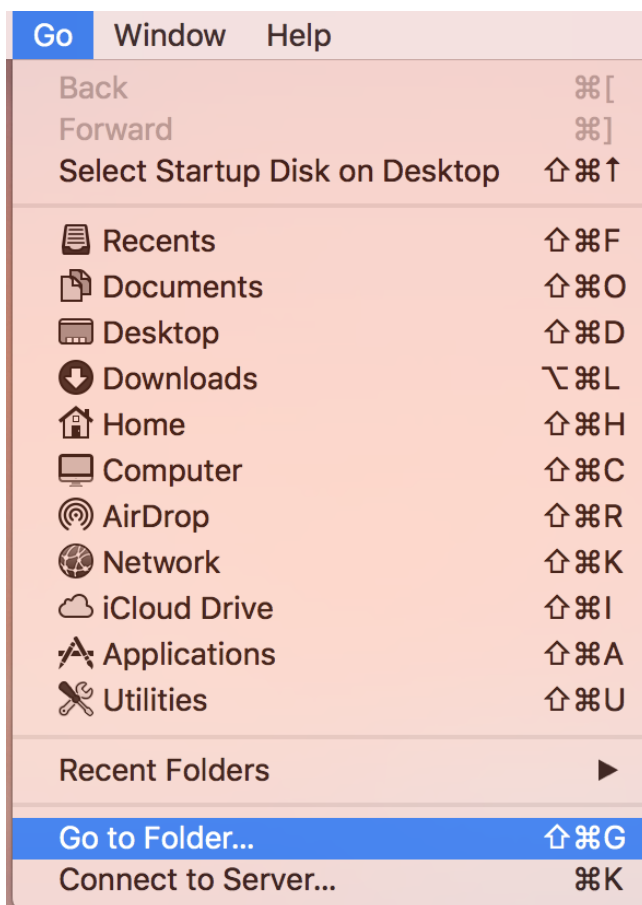 Go Window Help
Back ⌘[
Forward ⌘]
Select Startup Disk on Desktop ⇧⌘↑
Recents ⇧⌘F
Documents ⇧⌘O
Desktop ⇧⌘D
Downloads ⌥⌘L
Home ⇧⌘H
Computer ⇧⌘C
AirDrop ⇧⌘R
Network ⇧⌘K
iCloud Drive ⇧⌘I
Applications ⇧⌘A
Utilities ⇧⌘U
Recent Folders ▶
Go to Folder... ⇧⌘G
Connect to Server... ⌘K